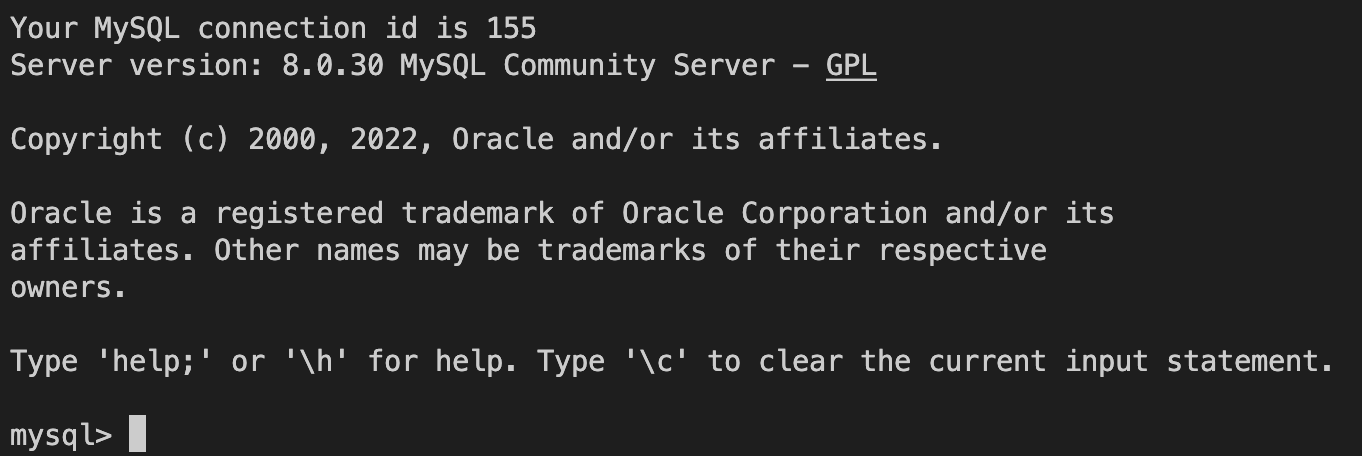 Your MySQL connection id is 155
Server version: 8.0.30 MySQL Community Server - GPL
Copyright (c) 2000, 2022, Oracle and/or its affiliates.
Oracle is a registered trademark of Oracle Corporation and/or its
affiliates. Other names may be trademarks of their respective
owners.
Type 'help;' or '\h' for help. Type '\c' to clear the current input statement.
mysql>